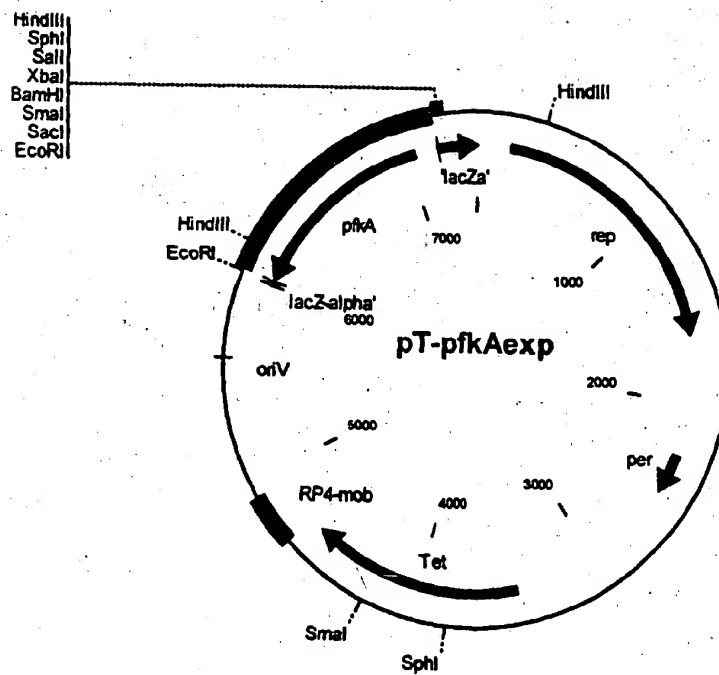 HindIII
SphI
SalI
XbaI
BamHI
SmaI
SacI
EcoRI
HindIII
'lacZa'
HindIII
EcoRI
pfkA
7000
rep
1000
lacZ-alpha'
6000
pT-pfkAexp
oriV
2000
5000
per
RP4-mob
4000
3000
Tet
SmaI
SphI